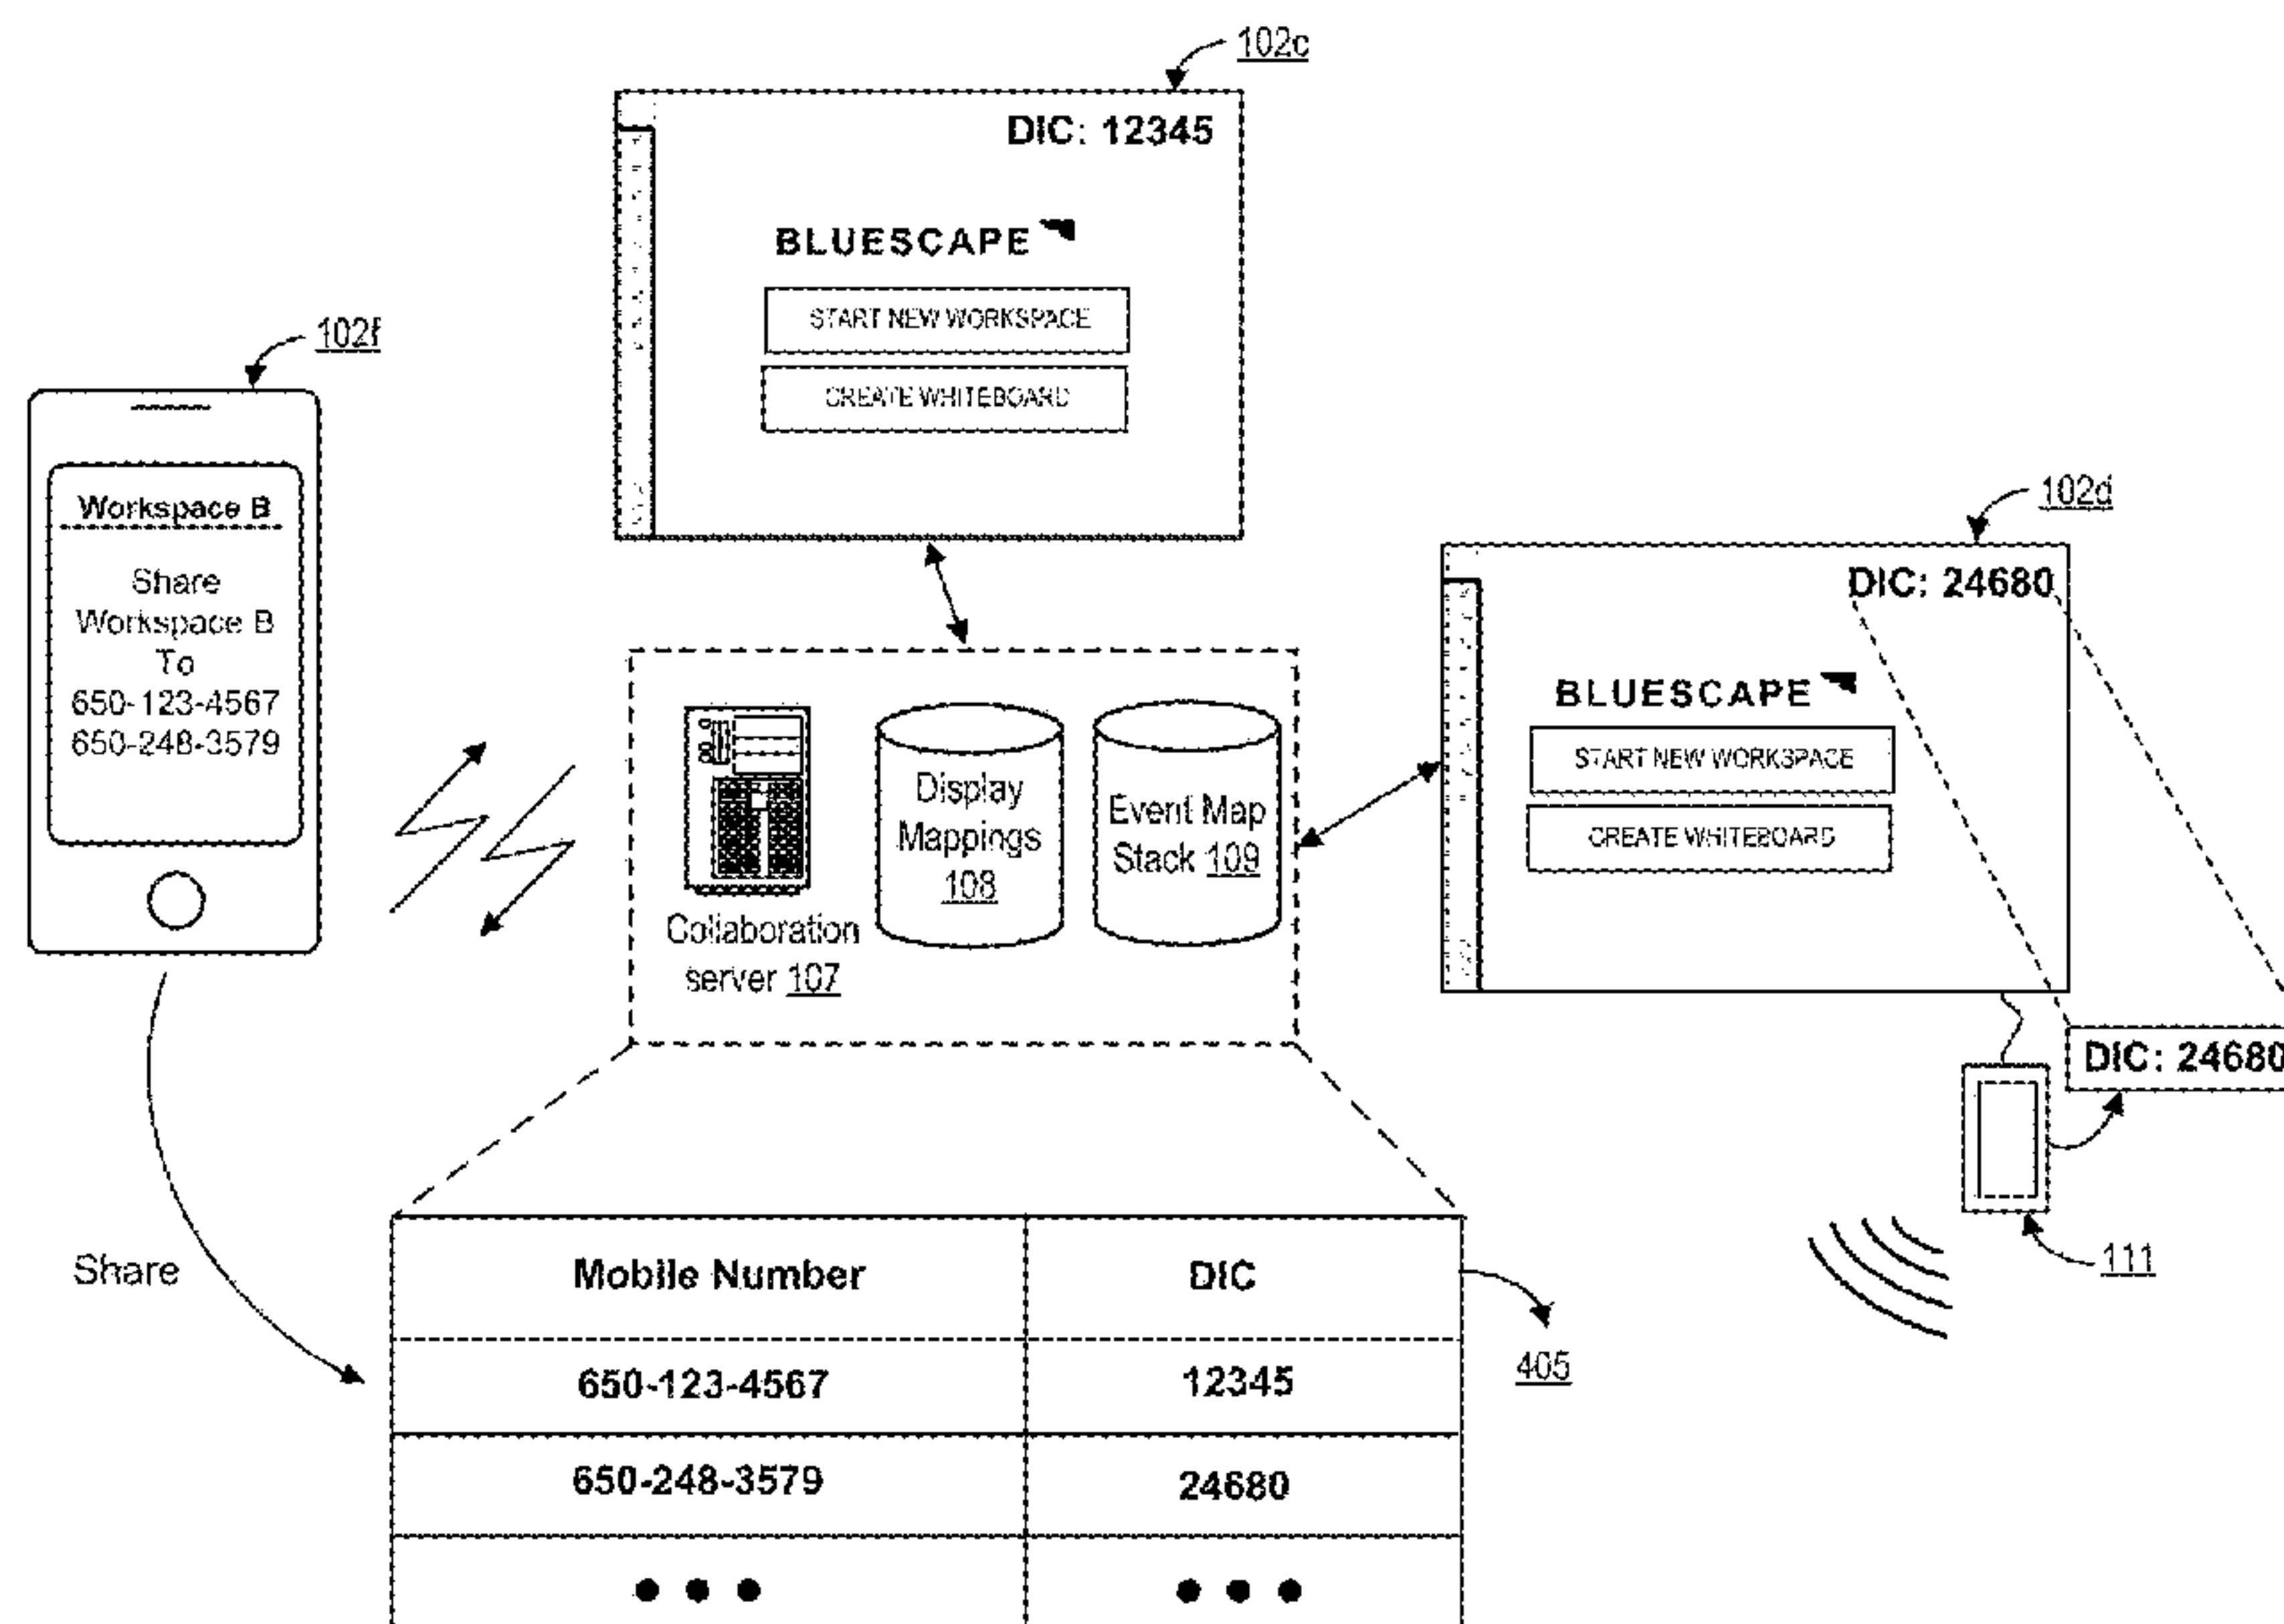 102c
DIC: 12345
BLUESCAPE
START NEW WORKSPACE
CREATE WHITEBOARD
102f
Workspace B
Share
Workspace B
To
650-123-4567
650-248-3579
102d
DIC: 24680
BLUESCAPE
START NEW WORKSPACE
CREATE WHITEBOARD
Collaboration
server 107
Display
Mappings
108
Event Map
Stack 109
DIC: 24680
111
Share
Mobile Number DIC
405
650-123-4567 12345
650-248-3579 24680